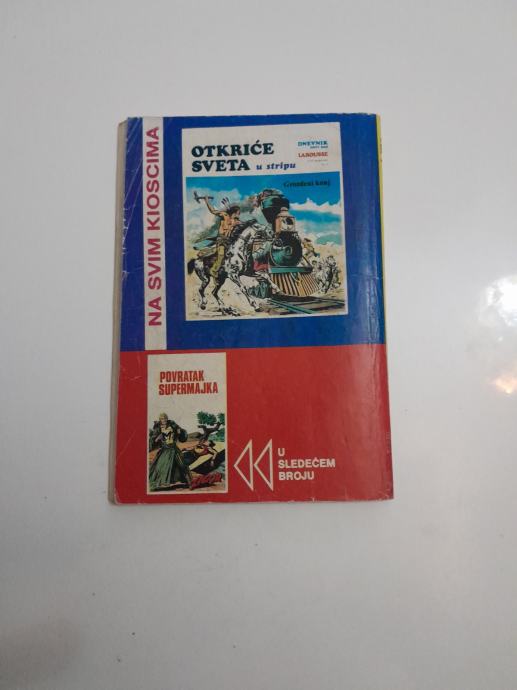 NA SVIM KIOSCIMA
OTKRIĆE
SVETA u stripu
DNEVNIK
LAROUSSE
Gvozdeni konj
POVRATAK
SUPERMAJKA
U
SLEDEĆEM
BROJU